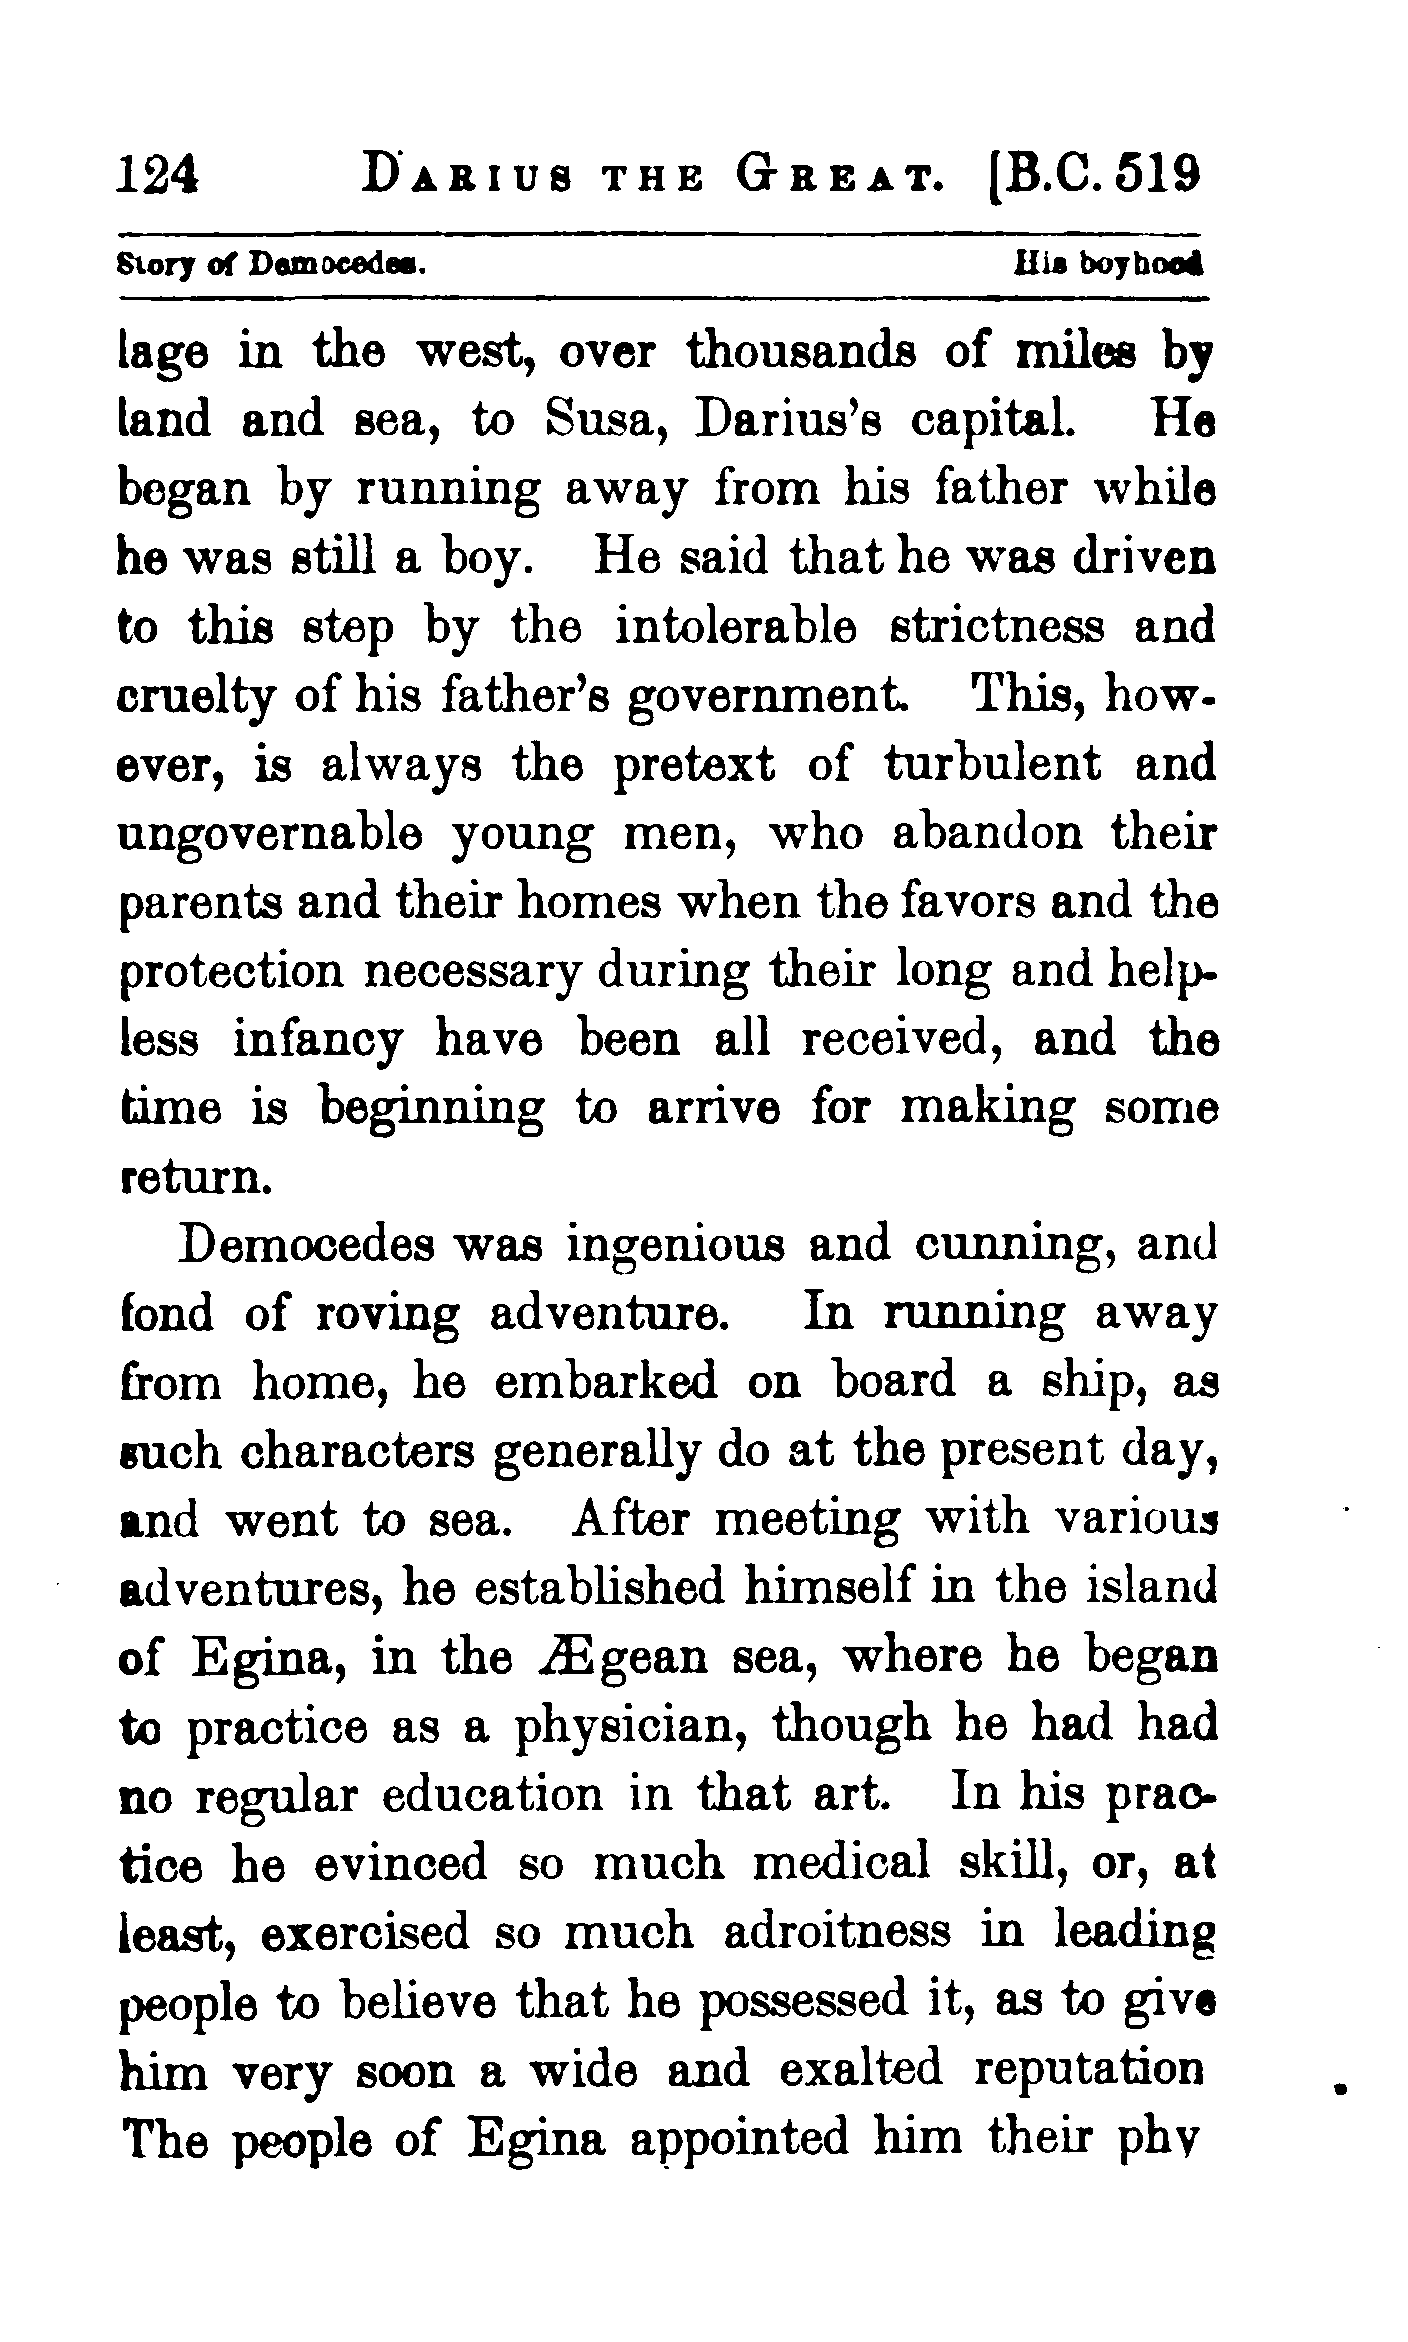 124 DARIUS THE GREAT. [B.C. 519
Story of Democedes. His boyhood
lage in the west, over thousands of miles by
land and sea, to Susa, Darius's capital. He
began by running away from his father while
he was still a boy. He said that he was driven
to this step by the intolerable strictness and
cruelty of his father's government. This, how-
ever, is always the pretext of turbulent and
ungovernable young men, who abandon their
parents and their homes when the favors and the
protection necessary during their long and help-
less infancy have been all received, and the
time is beginning to arrive for making some
return.
Democedes was ingenious and cunning, and
fond of roving adventure. In running away
from home, he embarked on board a ship, as
such characters generally do at the present day,
and went to sea. After meeting with various
adventures, he established himself in the island
of Egina, in the Ægean sea, where he began
to practice as a physician, though he had had
no regular education in that art. In his prac-
tice he evinced so much medical skill, or, at
least, exercised so much adroitness in leading
people to believe that he possessed it, as to give
him very soon a wide and exalted reputation
The people of Egina appointed him their phy